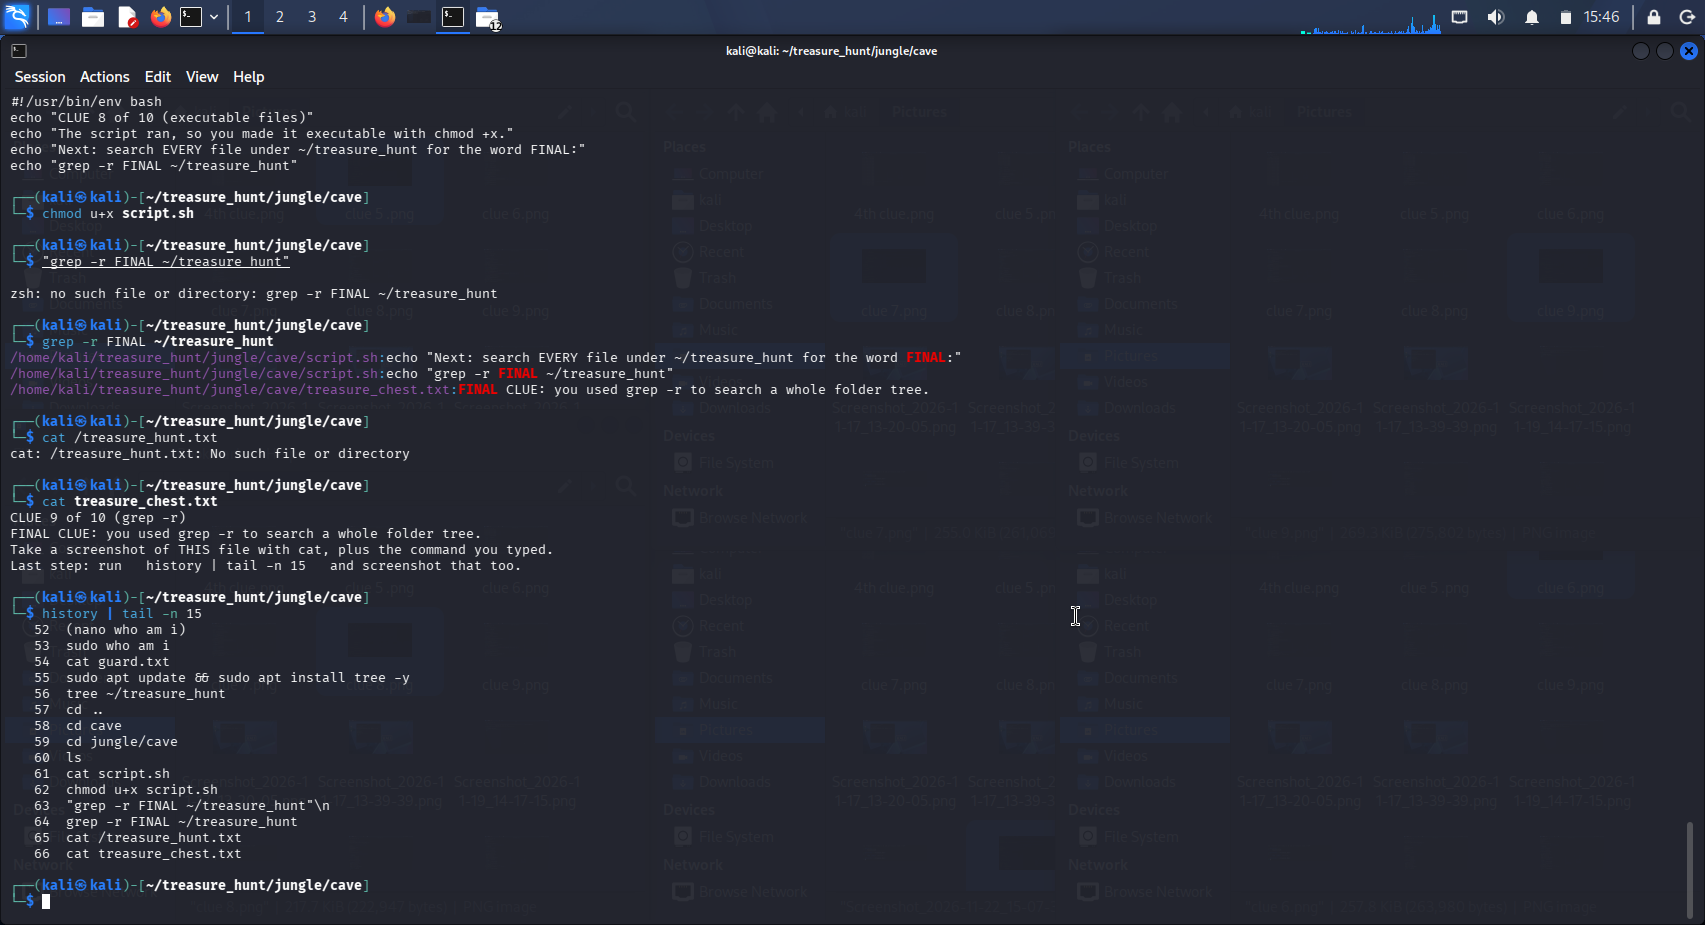 1 2 3 4
12
15:46
kali@kali: ~/treasure_hunt/jungle/cave
Session Actions Edit View Help
#!/usr/bin/env bash
echo "CLUE 8 of 10 (executable files)"
echo "The script ran, so you made it executable with chmod +x."
echo "Next: search EVERY file under ~/treasure_hunt for the word FINAL:"
echo "grep -r FINAL ~/treasure_hunt"
┌──(kali㉿kali)-[~/treasure_hunt/jungle/cave]
└─$ chmod u+x script.sh
┌──(kali㉿kali)-[~/treasure_hunt/jungle/cave]
└─$ "grep -r FINAL ~/treasure_hunt"
zsh: no such file or directory: grep -r FINAL ~/treasure_hunt
┌──(kali㉿kali)-[~/treasure_hunt/jungle/cave]
└─$ grep -r FINAL ~/treasure_hunt
/home/kali/treasure_hunt/jungle/cave/script.sh:echo "Next: search EVERY file under ~/treasure_hunt for the word FINAL:"
/home/kali/treasure_hunt/jungle/cave/script.sh:echo "grep -r FINAL ~/treasure_hunt"
/home/kali/treasure_hunt/jungle/cave/treasure_chest.txt:FINAL CLUE: you used grep -r to search a whole folder tree.
┌──(kali㉿kali)-[~/treasure_hunt/jungle/cave]
└─$ cat /treasure_hunt.txt
cat: /treasure_hunt.txt: No such file or directory
┌──(kali㉿kali)-[~/treasure_hunt/jungle/cave]
└─$ cat treasure_chest.txt
CLUE 9 of 10 (grep -r)
FINAL CLUE: you used grep -r to search a whole folder tree.
Take a screenshot of THIS file with cat, plus the command you typed.
Last step: run   history | tail -n 15   and screenshot that too.
┌──(kali㉿kali)-[~/treasure_hunt/jungle/cave]
└─$ history | tail -n 15
52  (nano who am i)
53  sudo who am i
54  cat guard.txt
55  sudo apt update && sudo apt install tree -y
56  tree ~/treasure_hunt
57  cd ..
58  cd cave
59  cd jungle/cave
60  ls
61  cat script.sh
62  chmod u+x script.sh
63  "grep -r FINAL ~/treasure_hunt"\n
64  grep -r FINAL ~/treasure_hunt
65  cat /treasure_hunt.txt
66  cat treasure_chest.txt
┌──(kali㉿kali)-[~/treasure_hunt/jungle/cave]
└─$